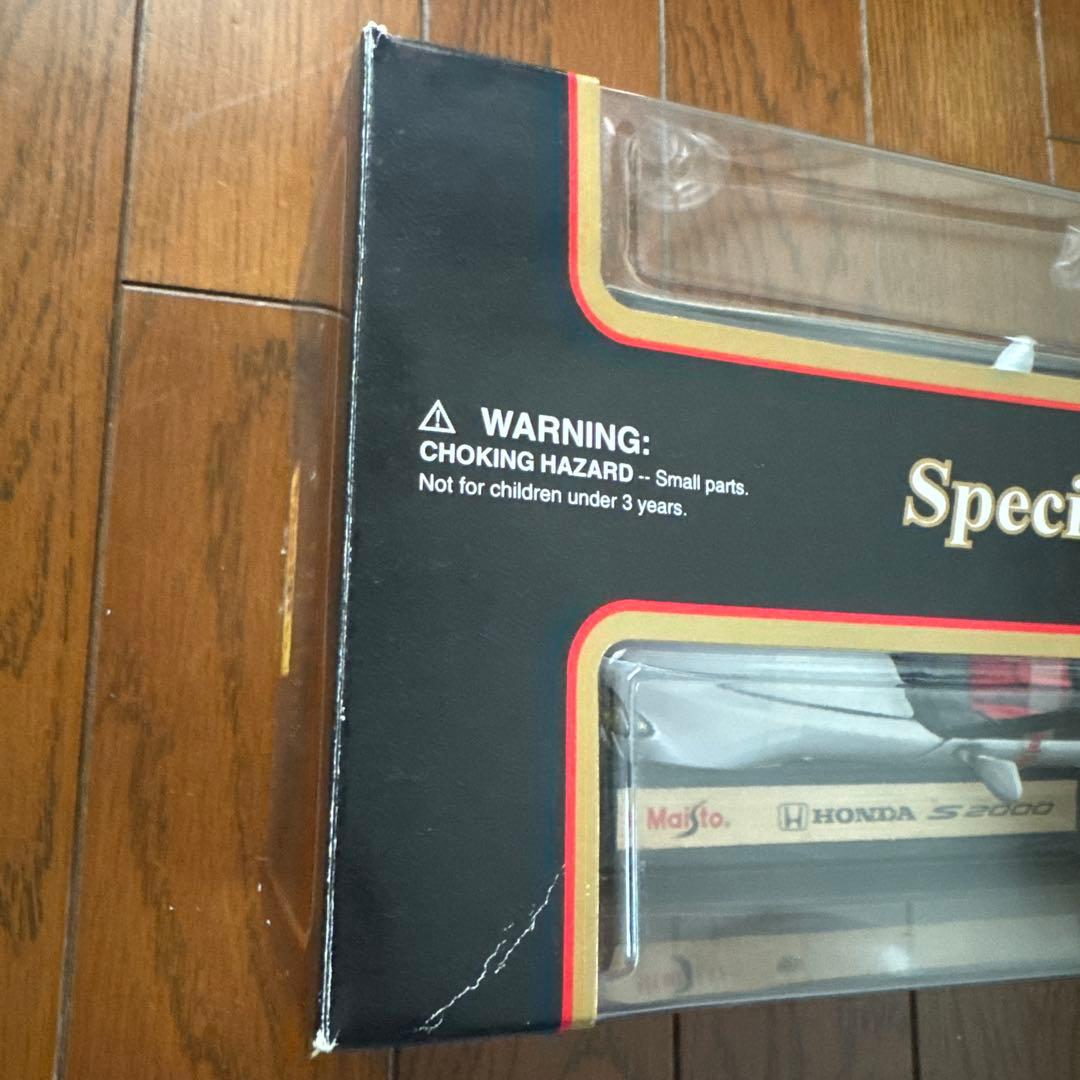 WARNING:
CHOKING HAZARD -- Small parts.
Not for children under 3 years.
Speci
Maisto.
HONDA S2000